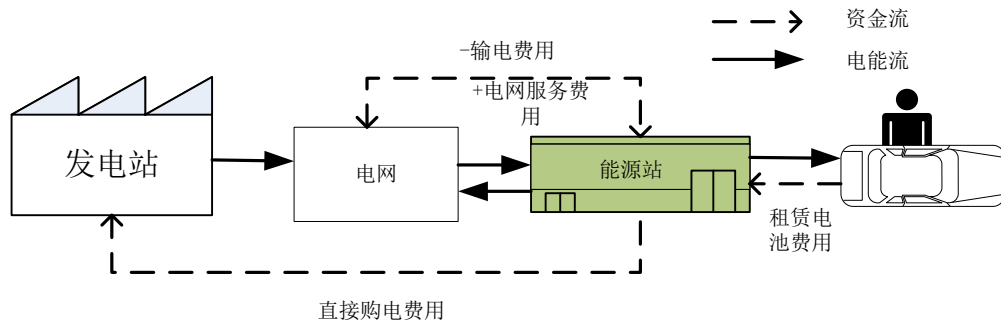 资金流
电能流
-输电费用
+电网服务费
用
发电站
电网
能源站
租赁电
池费用
直接购电费用